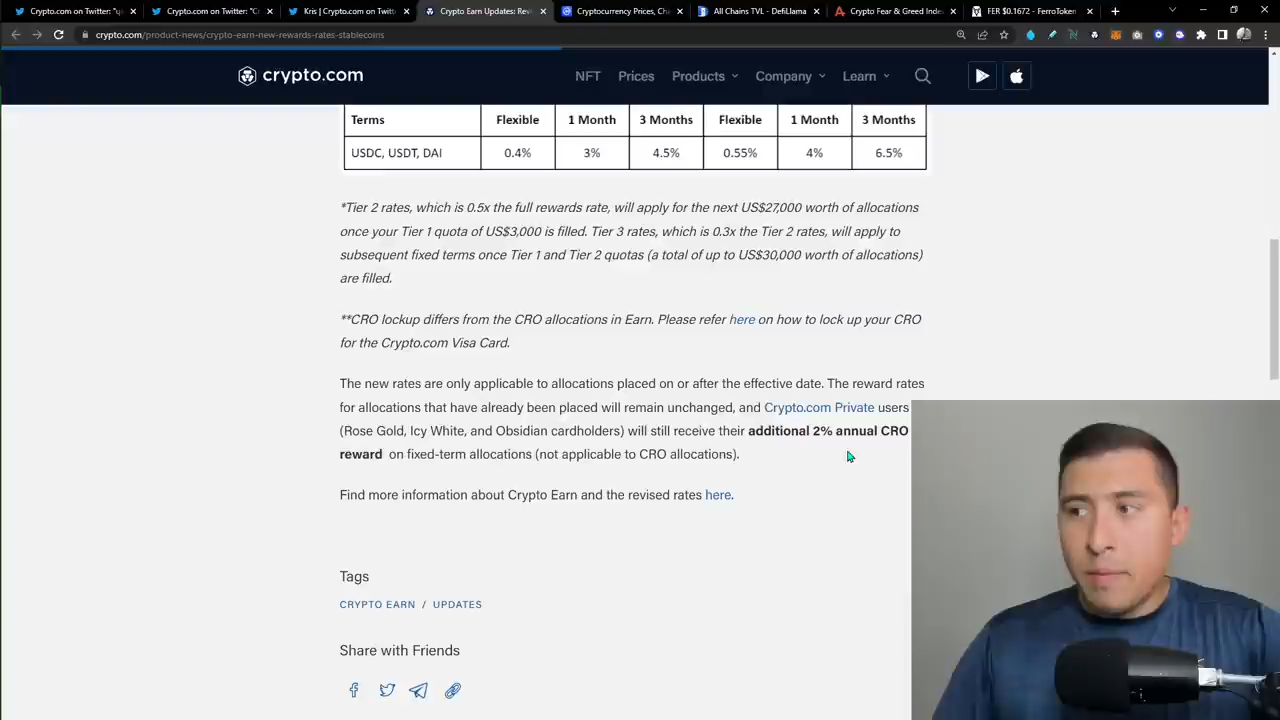 Crypto.com on Twitter: "q
Crypto.com on Twitter: "C
Kris | Crypto.com on Twitt
Crypto Earn Updates: Rev
Cryptocurrency Prices, Cha
All Chains TVL - DefiLlama
Crypto Fear & Greed Inde
FER $0.1672 - FerroToken
crypto.com/product-news/crypto-earn-new-rewards-rates-stablecoins
crypto.com NFT Prices Products Company Learn
Terms Flexible 1 Month 3 Months Flexible 1 Month 3 Months
USDC, USDT, DAI 0.4% 3% 4.5% 0.55% 4% 6.5%
*Tier 2 rates, which is 0.5x the full rewards rate, will apply for the next US$27,000 worth of allocations
once your Tier 1 quota of US$3,000 is filled. Tier 3 rates, which is 0.3x the Tier 2 rates, will apply to
subsequent fixed terms once Tier 1 and Tier 2 quotas (a total of up to US$30,000 worth of allocations)
are filled.
**CRO lockup differs from the CRO allocations in Earn. Please refer here on how to lock up your CRO
for the Crypto.com Visa Card.
The new rates are only applicable to allocations placed on or after the effective date. The reward rates
for allocations that have already been placed will remain unchanged, and Crypto.com Private users
(Rose Gold, Icy White, and Obsidian cardholders) will still receive their additional 2% annual CRO
reward on fixed-term allocations (not applicable to CRO allocations).
Find more information about Crypto Earn and the revised rates here.
Tags
CRYPTO EARN / UPDATES
Share with Friends